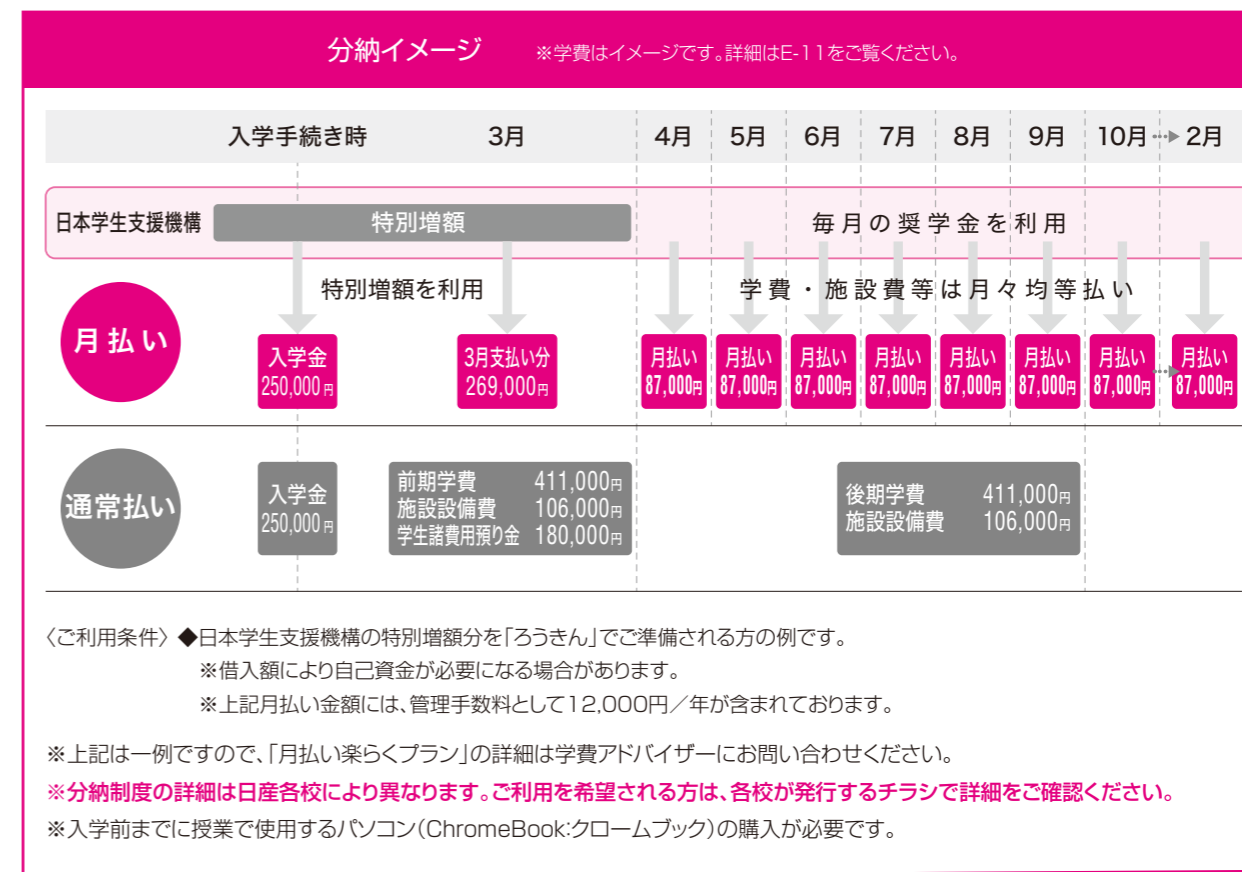 分納イメージ ※学費はイメージです。詳細はE-11をご覧ください。
入学手続き時 3月 4月 5月 6月 7月 8月 9月 10月 2月
日本学生支援機構 特別増額 毎月の奨学金を利用
特別増額を利用 学費・施設費等は月々均等払い
月払い
入学金 3月支払い分 月払い 月払い 月払い 月払い 月払い 月払い 月払い 月払い
250,000円 269,000円 87,000円 87,000円 87,000円 87,000円 87,000円 87,000円 87,000円 87,000円
通常払い
入学金
250,000円
前期学費 411,000円
施設設備費 106,000円
学生諸費用預り金 180,000円
後期学費 411,000円
施設設備費 106,000円
〈ご利用条件〉◆日本学生支援機構の特別増額分を「ろうきん」でご準備される方の例です。
※借入額により自己資金が必要になる場合があります。
※上記月払い金額には、管理手数料として12,000円／年が含まれております。
※上記は一例ですので、「月払い楽らくプラン」の詳細は学費アドバイザーにお問い合わせください。
※分納制度の詳細は日産各校により異なります。ご利用を希望される方は、各校が発行するチラシで詳細をご確認ください。
※入学前までに授業で使用するパソコン（ChromeBook：クロームブック）の購入が必要です。